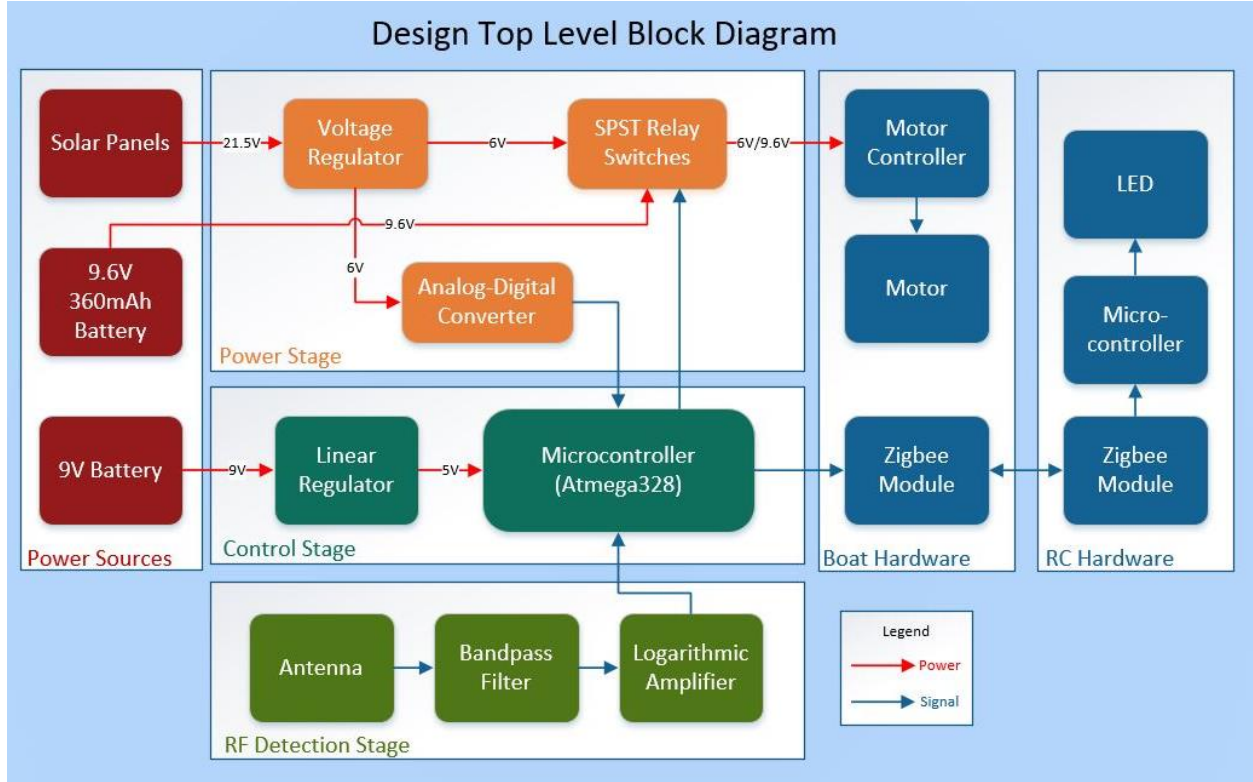 Design Top Level Block Diagram
Solar Panels
21.5V
Voltage
Regulator
6V
SPST Relay
Switches
6V/9.6V
Motor
Controller
LED
9.6V
9.6V
360mAh
Battery
6V
Analog-Digital
Converter
Motor
Micro-
controller
Power Stage
9V Battery
9V
Linear
Regulator
5V
Microcontroller
(Atmega328)
Zigbee
Module
Zigbee
Module
Power Sources
Control Stage
Boat Hardware
RC Hardware
Antenna
Bandpass
Filter
Logarithmic
Amplifier
RF Detection Stage
Legend
Power
Signal